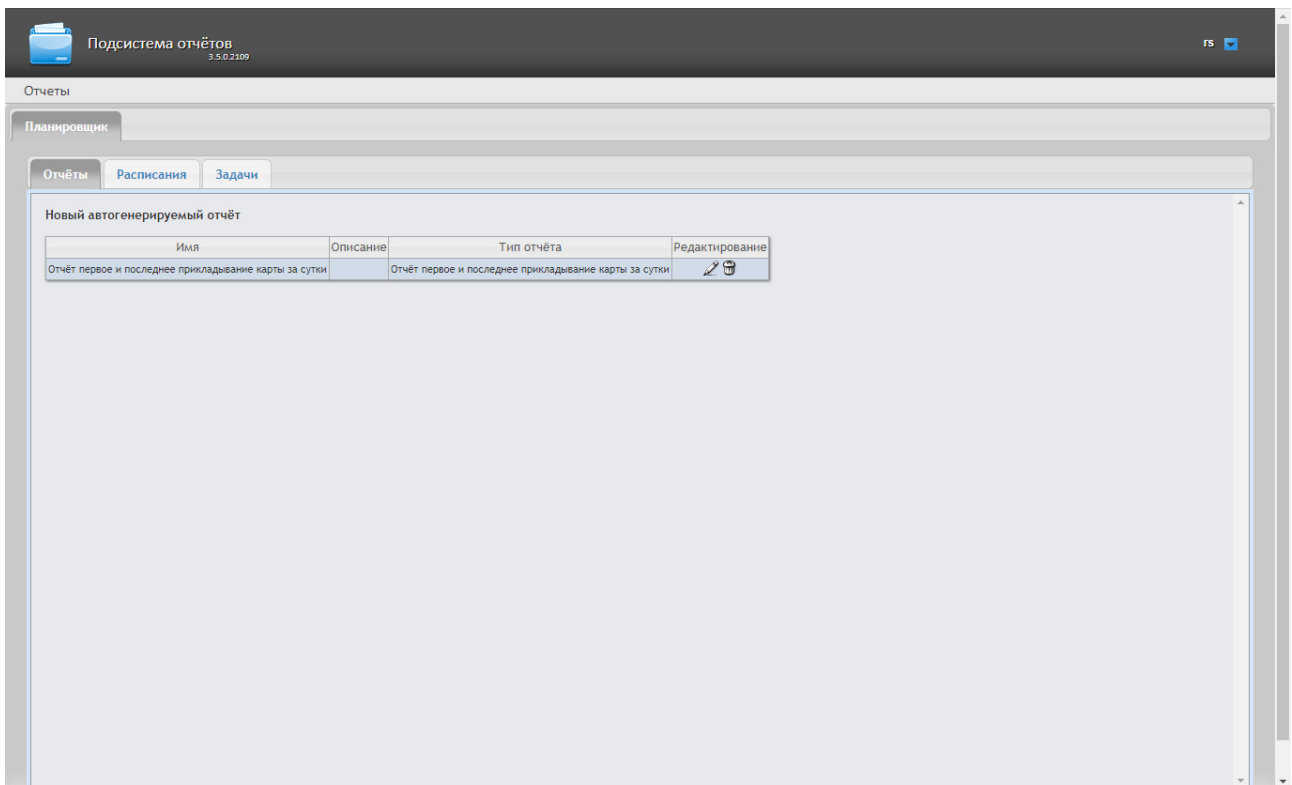 Подсистема отчётов
3.5.0.2109
rs
Отчеты
Планировщик
Отчёты Расписания Задачи
Новый автогенерируемый отчёт
Имя Описание Тип отчёта Редактирование
Отчёт первое и последнее прикладывание карты за сутки Отчёт первое и последнее прикладывание карты за сутки